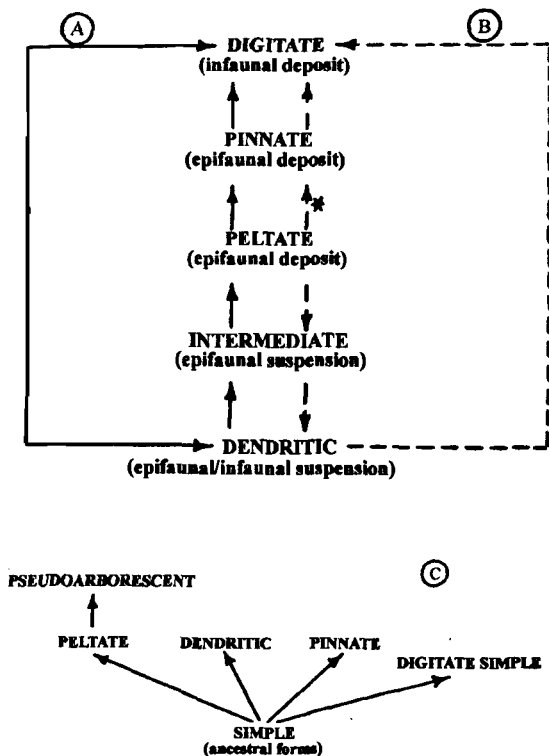 A
B
DIGITATE
(infaunal deposit)
PINNATE
(epifaunal deposit)
PELTATE
(epifaunal deposit)
INTERMEDIATE
(epifaunal suspension)
DENDRITIC
(epifaunal/infaunal suspension)
C
PSEUDOARBORESCENT
PELTATE
DENDRITIC
PINNATE
DIGITATE SIMPLE
SIMPLE
(ancestral forms)